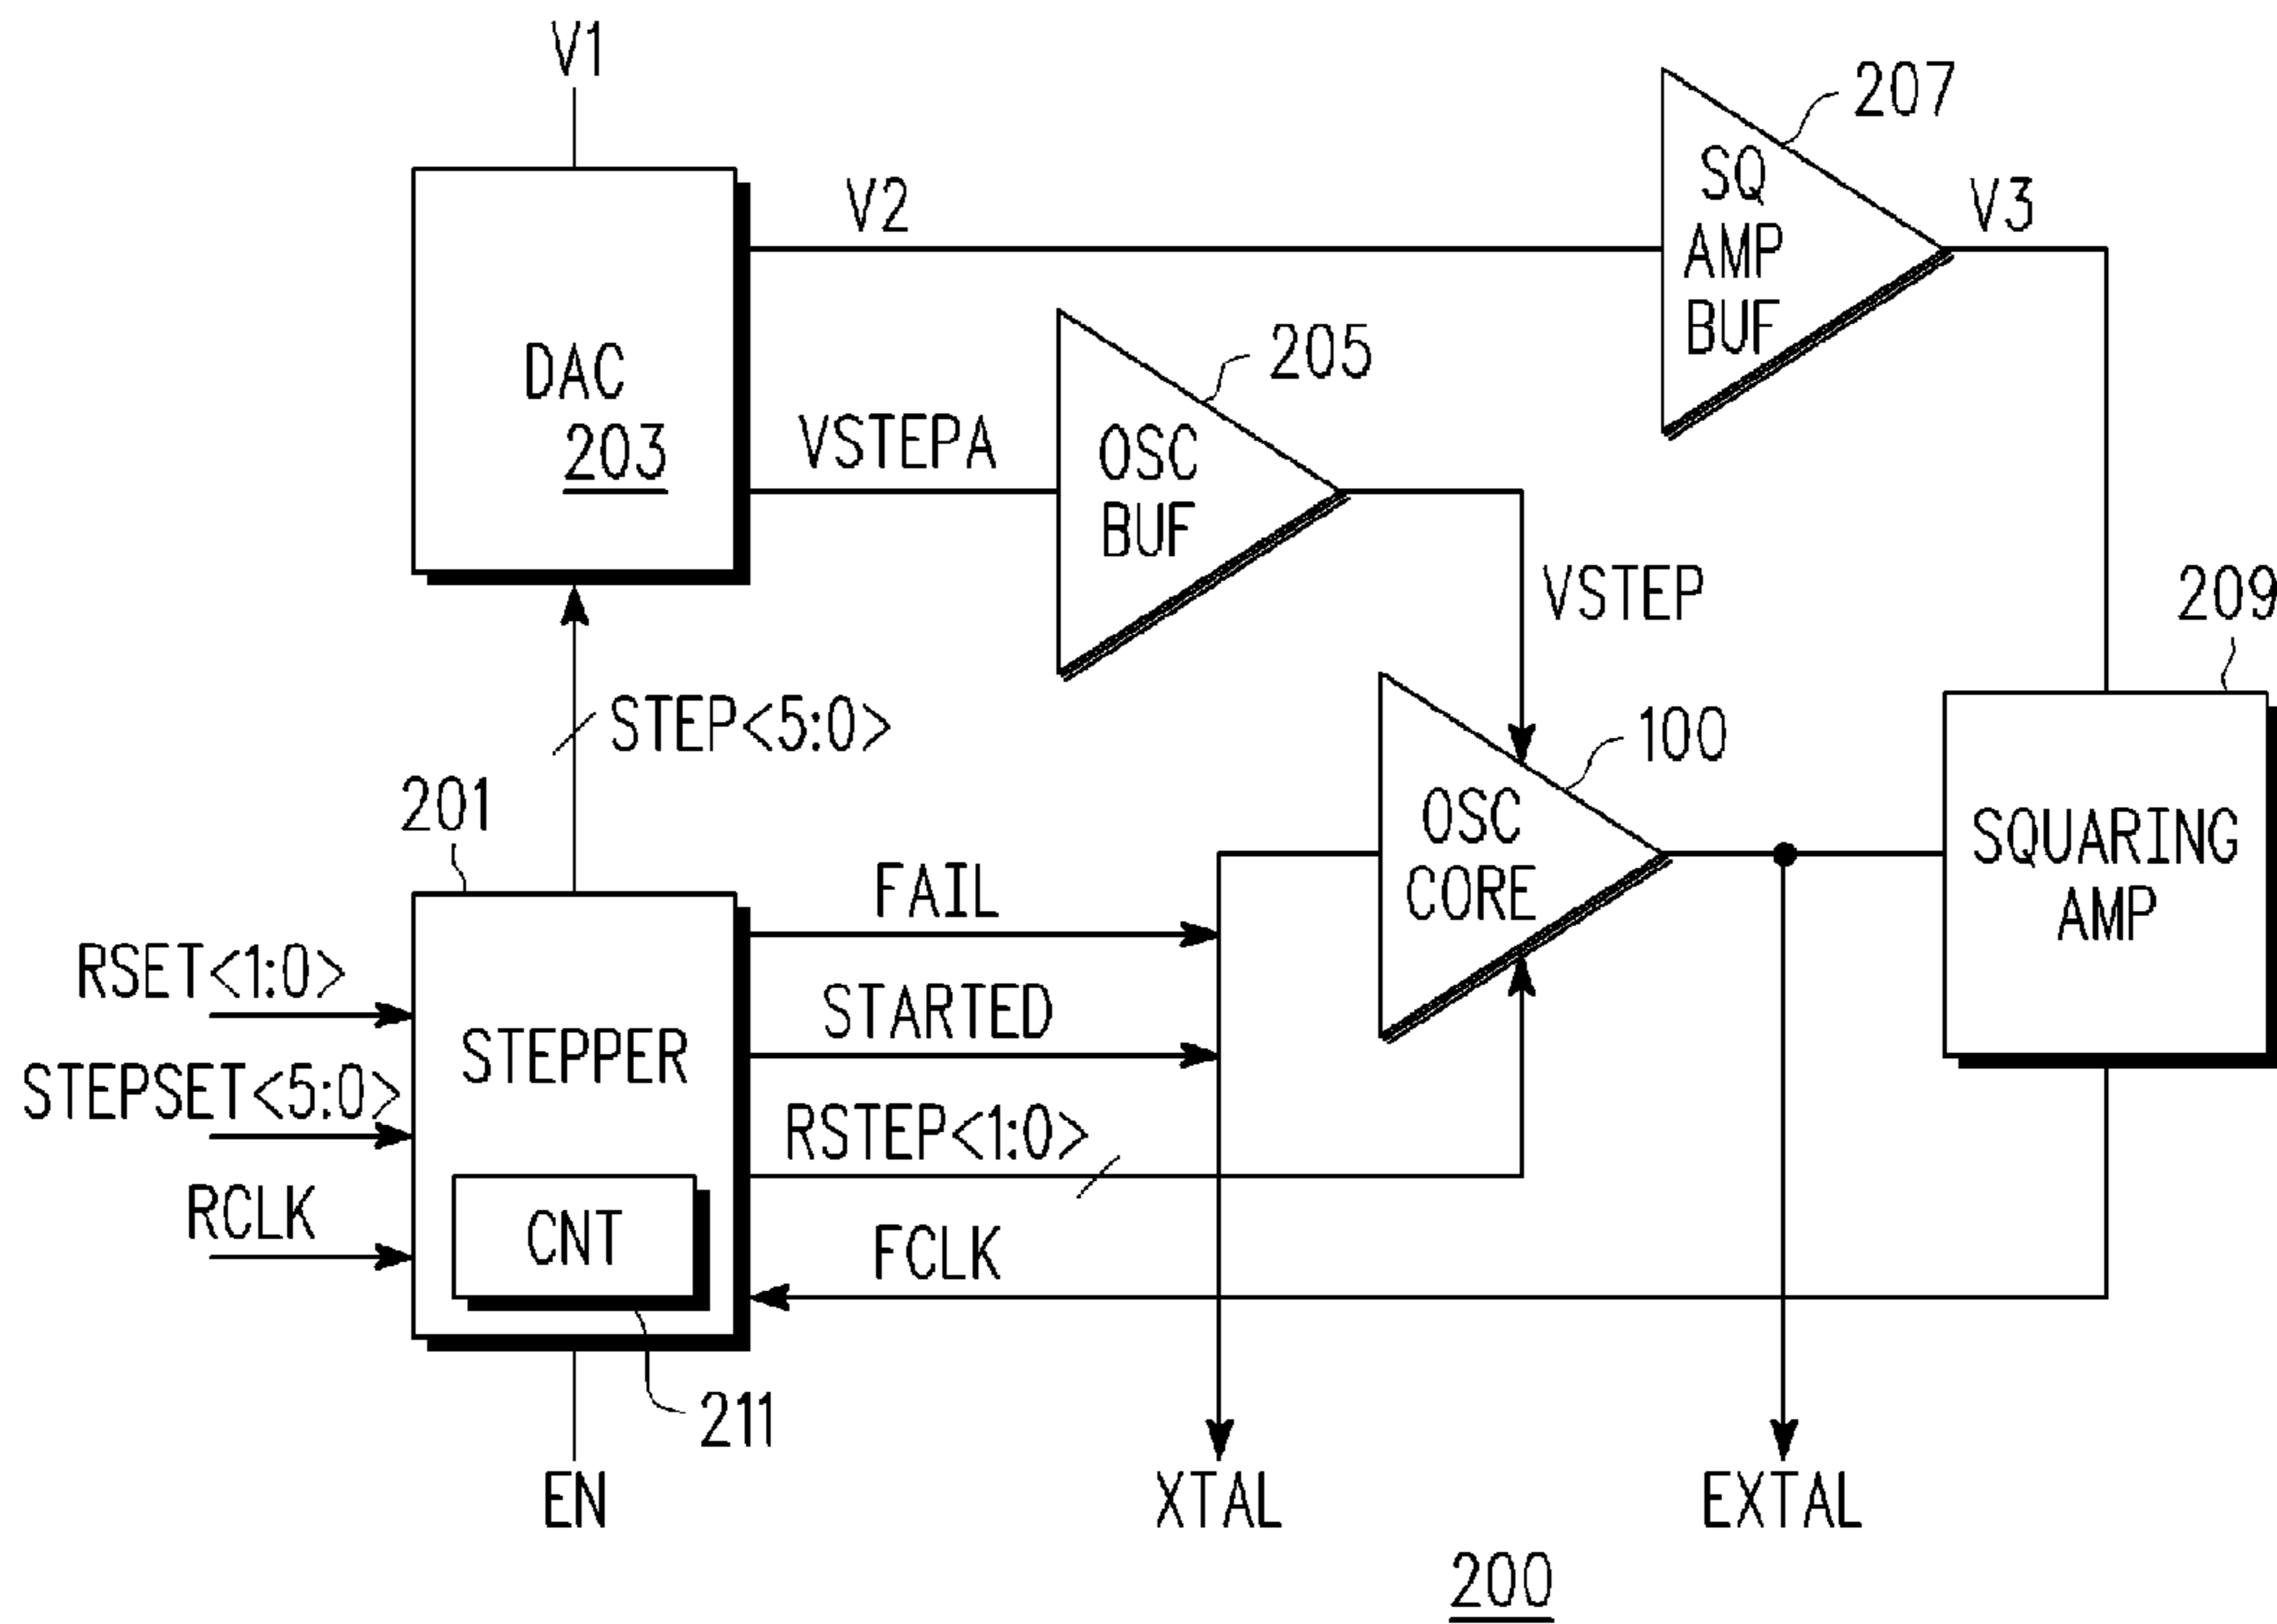 V1
207
SQ
AMP
BUF
V2
V3
DAC
203
205
VSTEPA
OSC
BUF
VSTEP
209
STEP<5:0>
100
201
OSC
CORE
SQUARING
AMP
FAIL
RSET<1:0>
STARTED
STEPPER
STEPSET<5:0>
RSTEP<1:0>
RCLK
CNT
FCLK
211
EN
XTAL
EXTAL
200